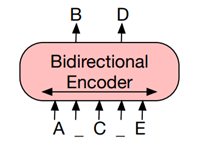 B D
Bidirectional
Encoder
A _ C _ E